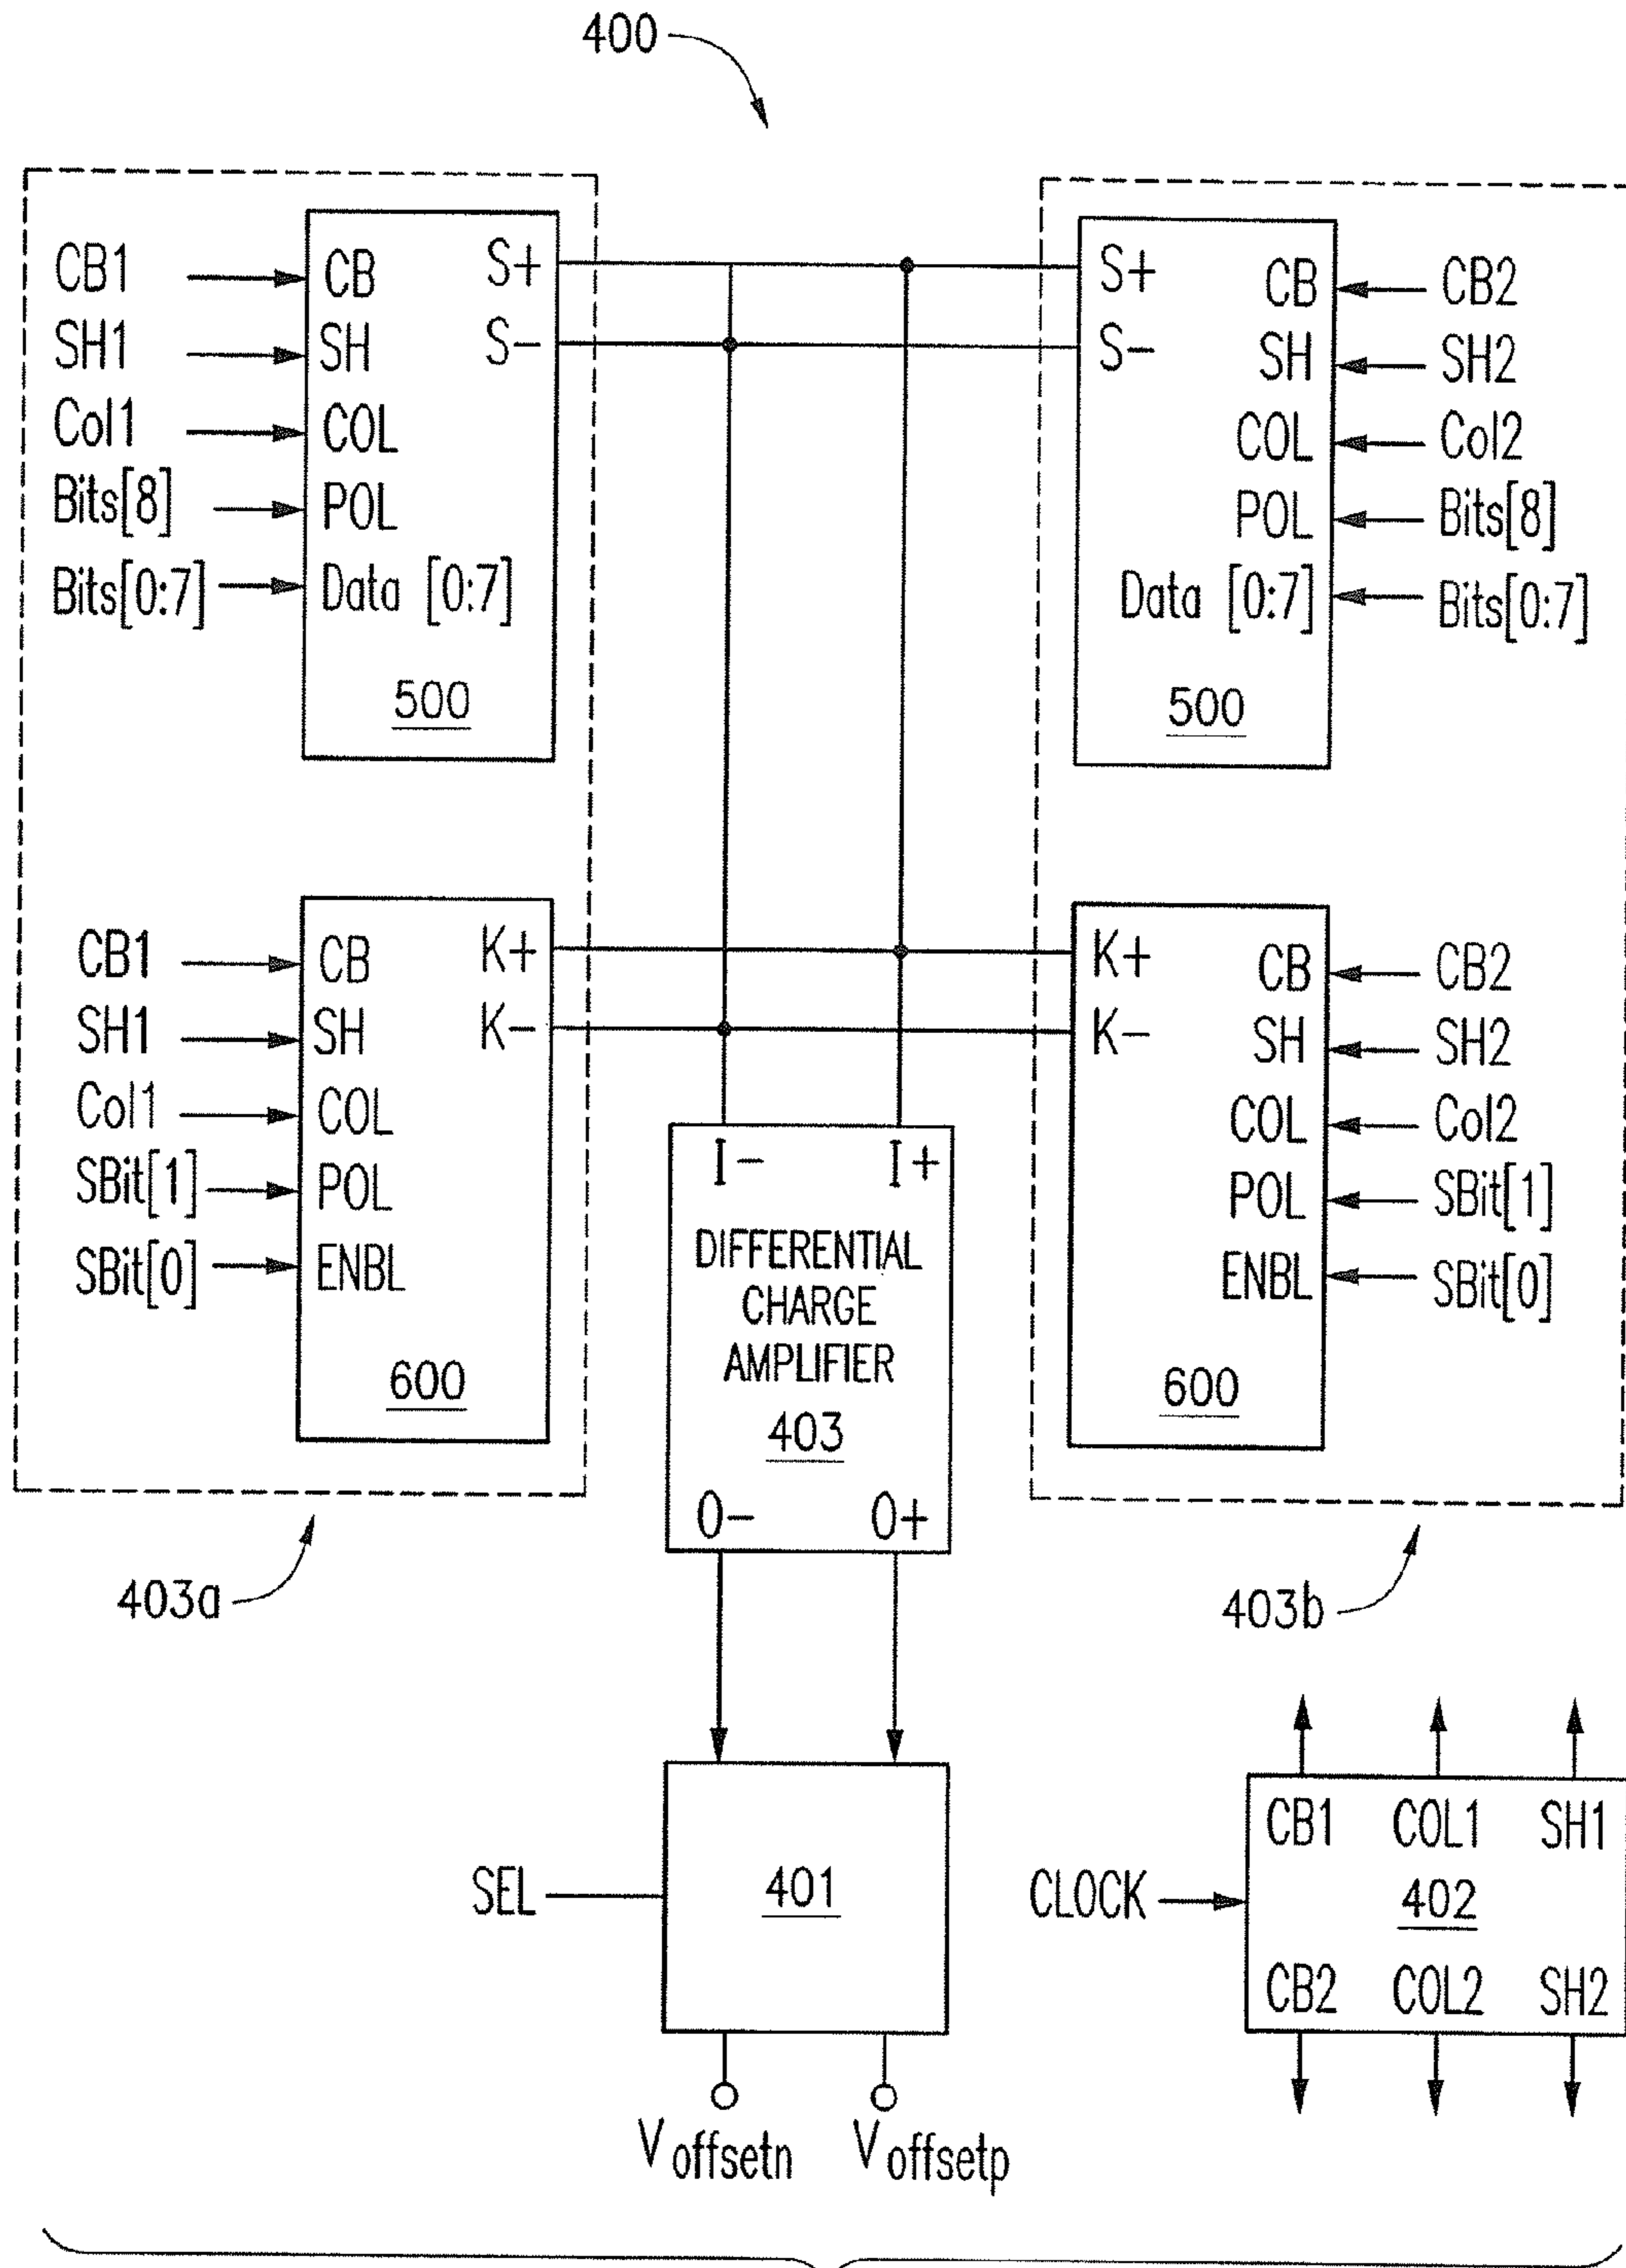 400
CB1
SH1
Col1
Bits[8]
Bits[0:7]
CB
SH
COL
POL
Data [0:7]
S+
S-
500
S+
S-
CB
SH
COL
POL
Data [0:7]
500
CB2
SH2
Col2
Bits[8]
Bits[0:7]
CB1
SH1
Col1
SBit[1]
SBit[0]
CB
SH
COL
POL
ENBL
K+
K-
600
K+
K-
CB
SH
COL
POL
ENBL
600
CB2
SH2
Col2
SBit[1]
SBit[0]
I- I+
DIFFERENTIAL
CHARGE
AMPLIFIER
403
O- O+
403a
403b
SEL
401
Voffsetn
Voffsetp
CLOCK
CB1 COL1 SH1
402
CB2 COL2 SH2